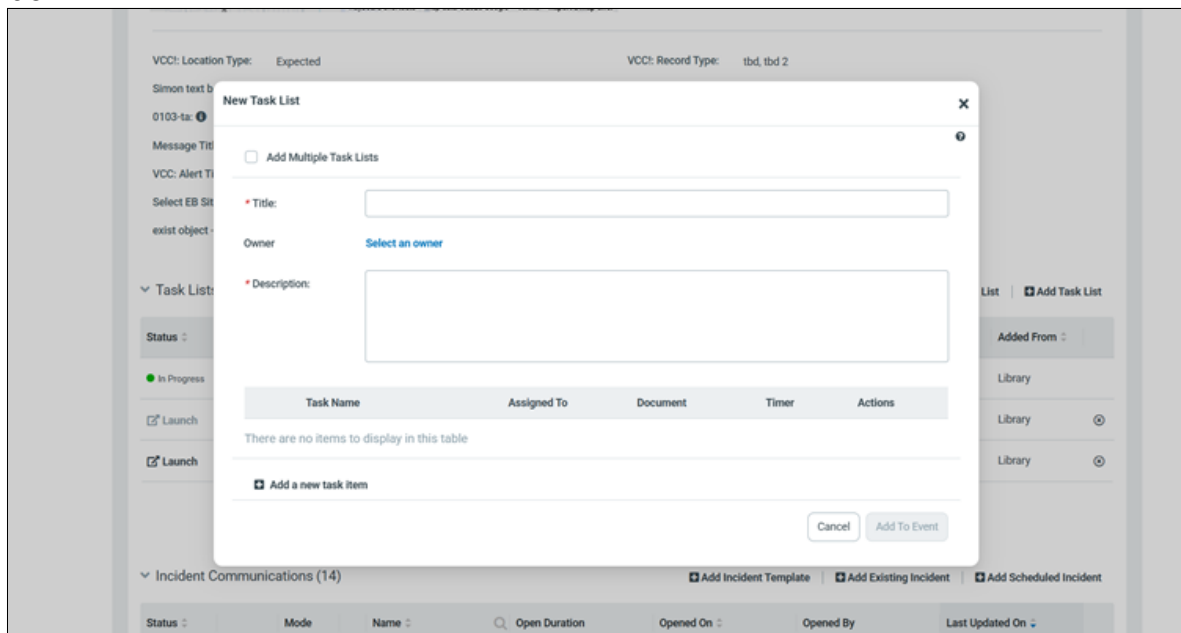 VCC!: Location Type: Expected VCC!: Record Type: tbd, tbd 2
Simon text b
New Task List
0103-ta:
Message Titl
Add Multiple Task Lists
VCC: Alert Ti
Select EB Sit
* Title:
exist object -
Owner Select an owner
* Description:
Task Lists List Add Task List
Status Added From
In Progress Library
Task Name Assigned To Document Timer Actions
Launch Library
There are no items to display in this table
Launch Library
Add a new task item
Cancel Add To Event
Incident Communications (14) Add Incident Template Add Existing Incident Add Scheduled Incident
Status Mode Name Open Duration Opened On Opened By Last Updated On